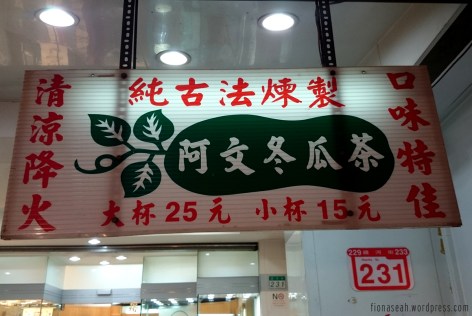 純古法煉製
清涼降火
阿文冬瓜茶
口味特佳
大杯25元 小杯15元
229 233
231
fionaseah.wordpress.com